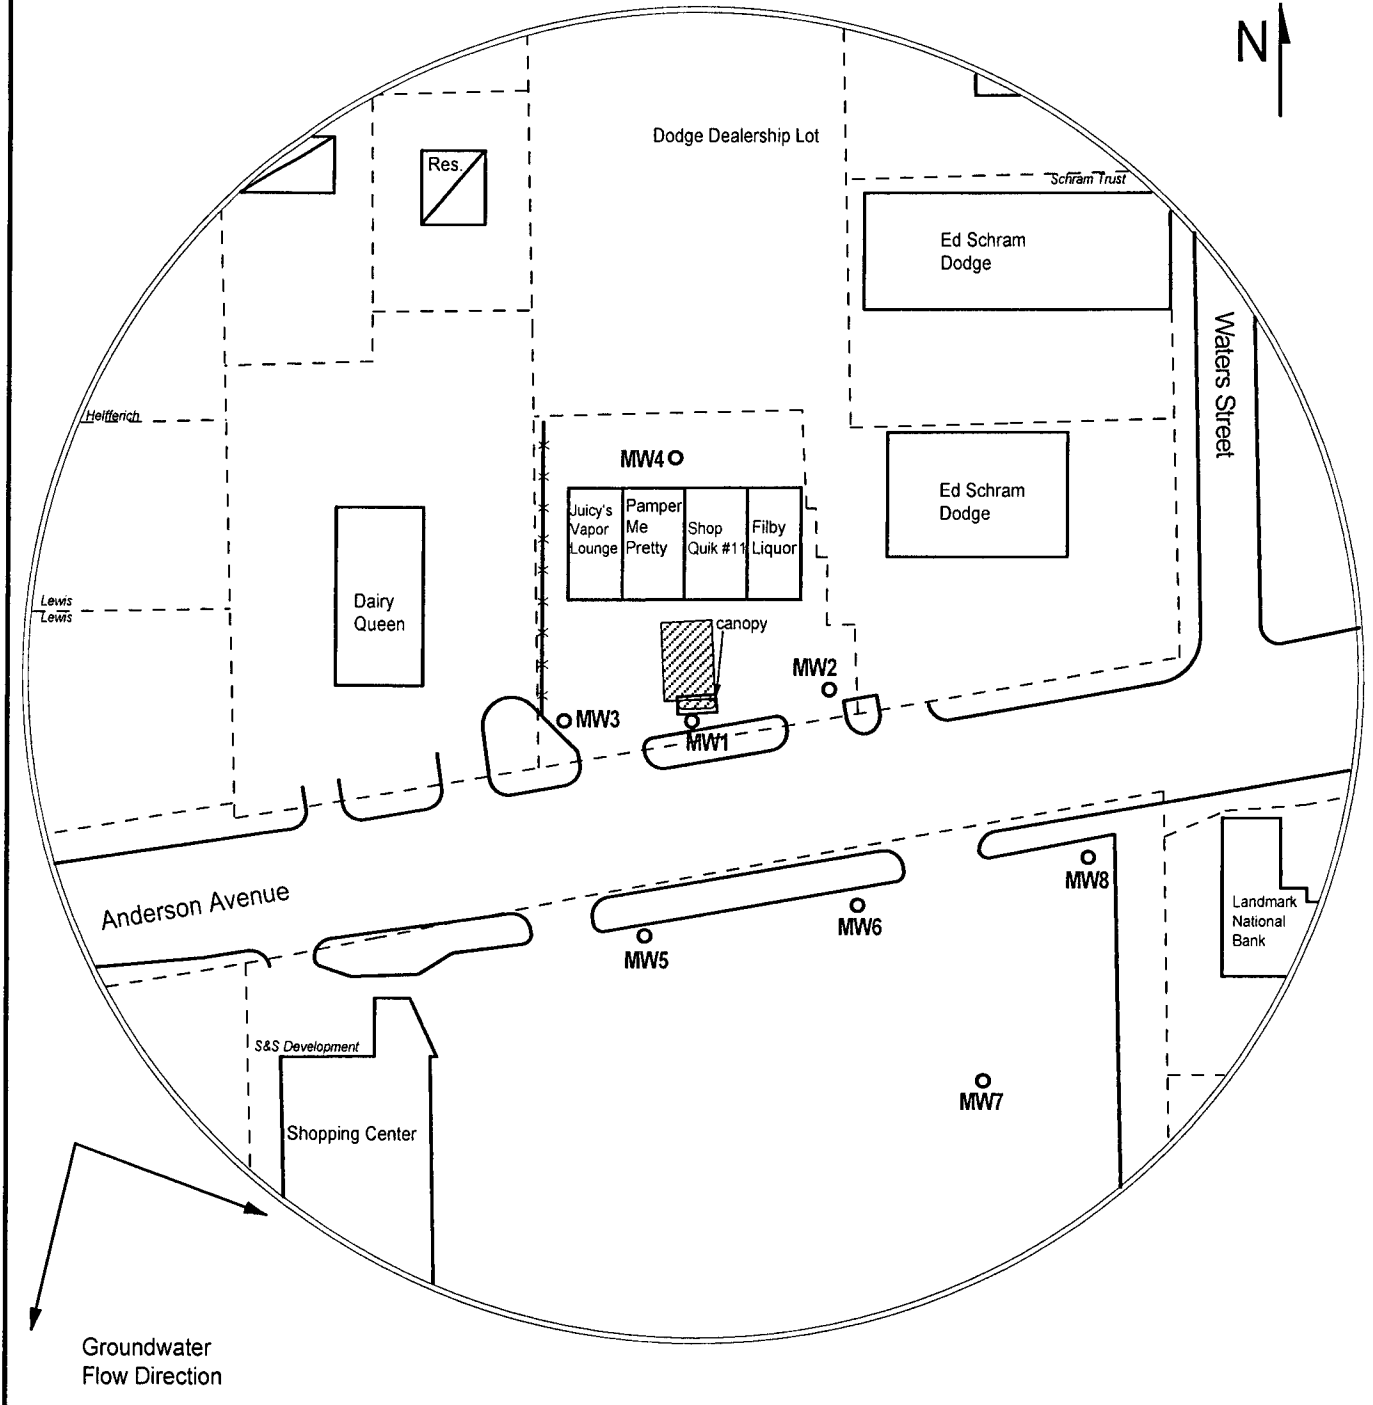 N
Dodge Dealership Lot
Res.
Schram Trust
Ed Schram
Dodge
Waters Street
Helfferich
MW4
Ed Schram
Dodge
Juicy's
Vapor
Lounge
Pamper
Me
Pretty
Shop
Quik #11
Filby
Liquor
Lewis
Lewis
Dairy
Queen
canopy
MW2
MW3
MW1
MW8
Anderson Avenue
Landmark
National
Bank
MW6
MW5
S&S Development
MW7
Shopping Center
Groundwater
Flow Direction